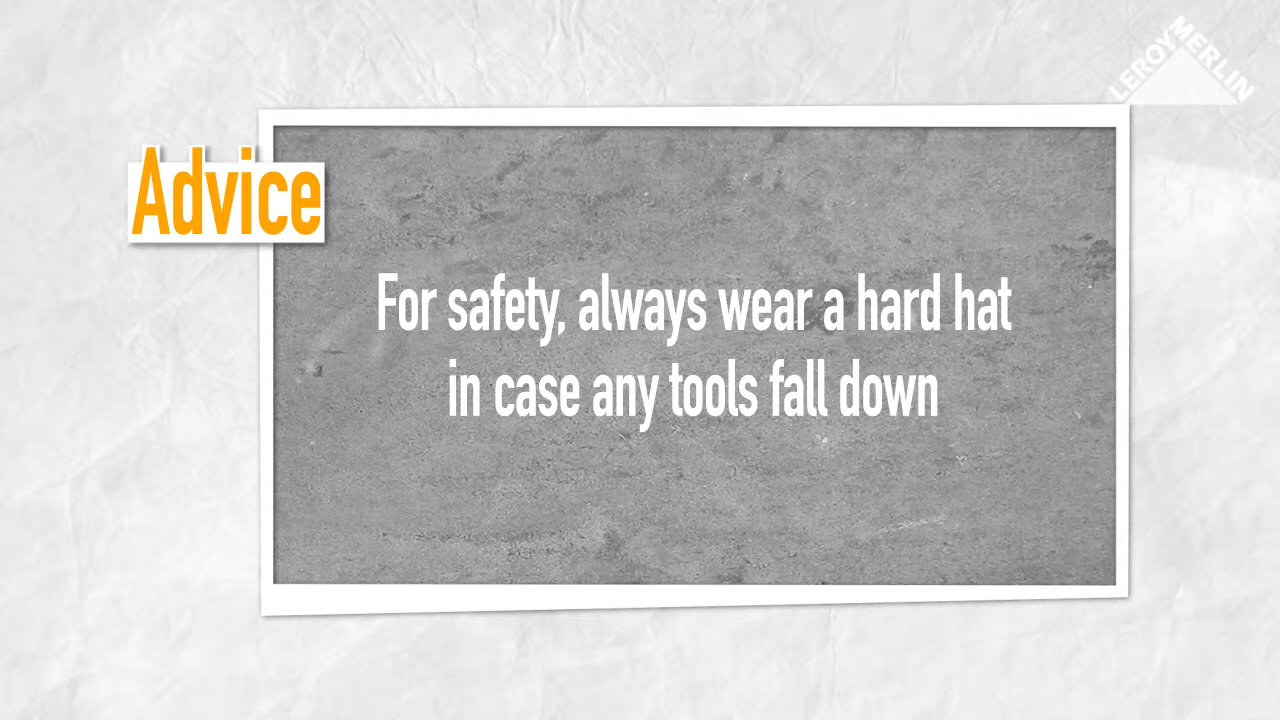 LEROY MERLIN
Advice
For safety, always wear a hard hat
in case any tools fall down